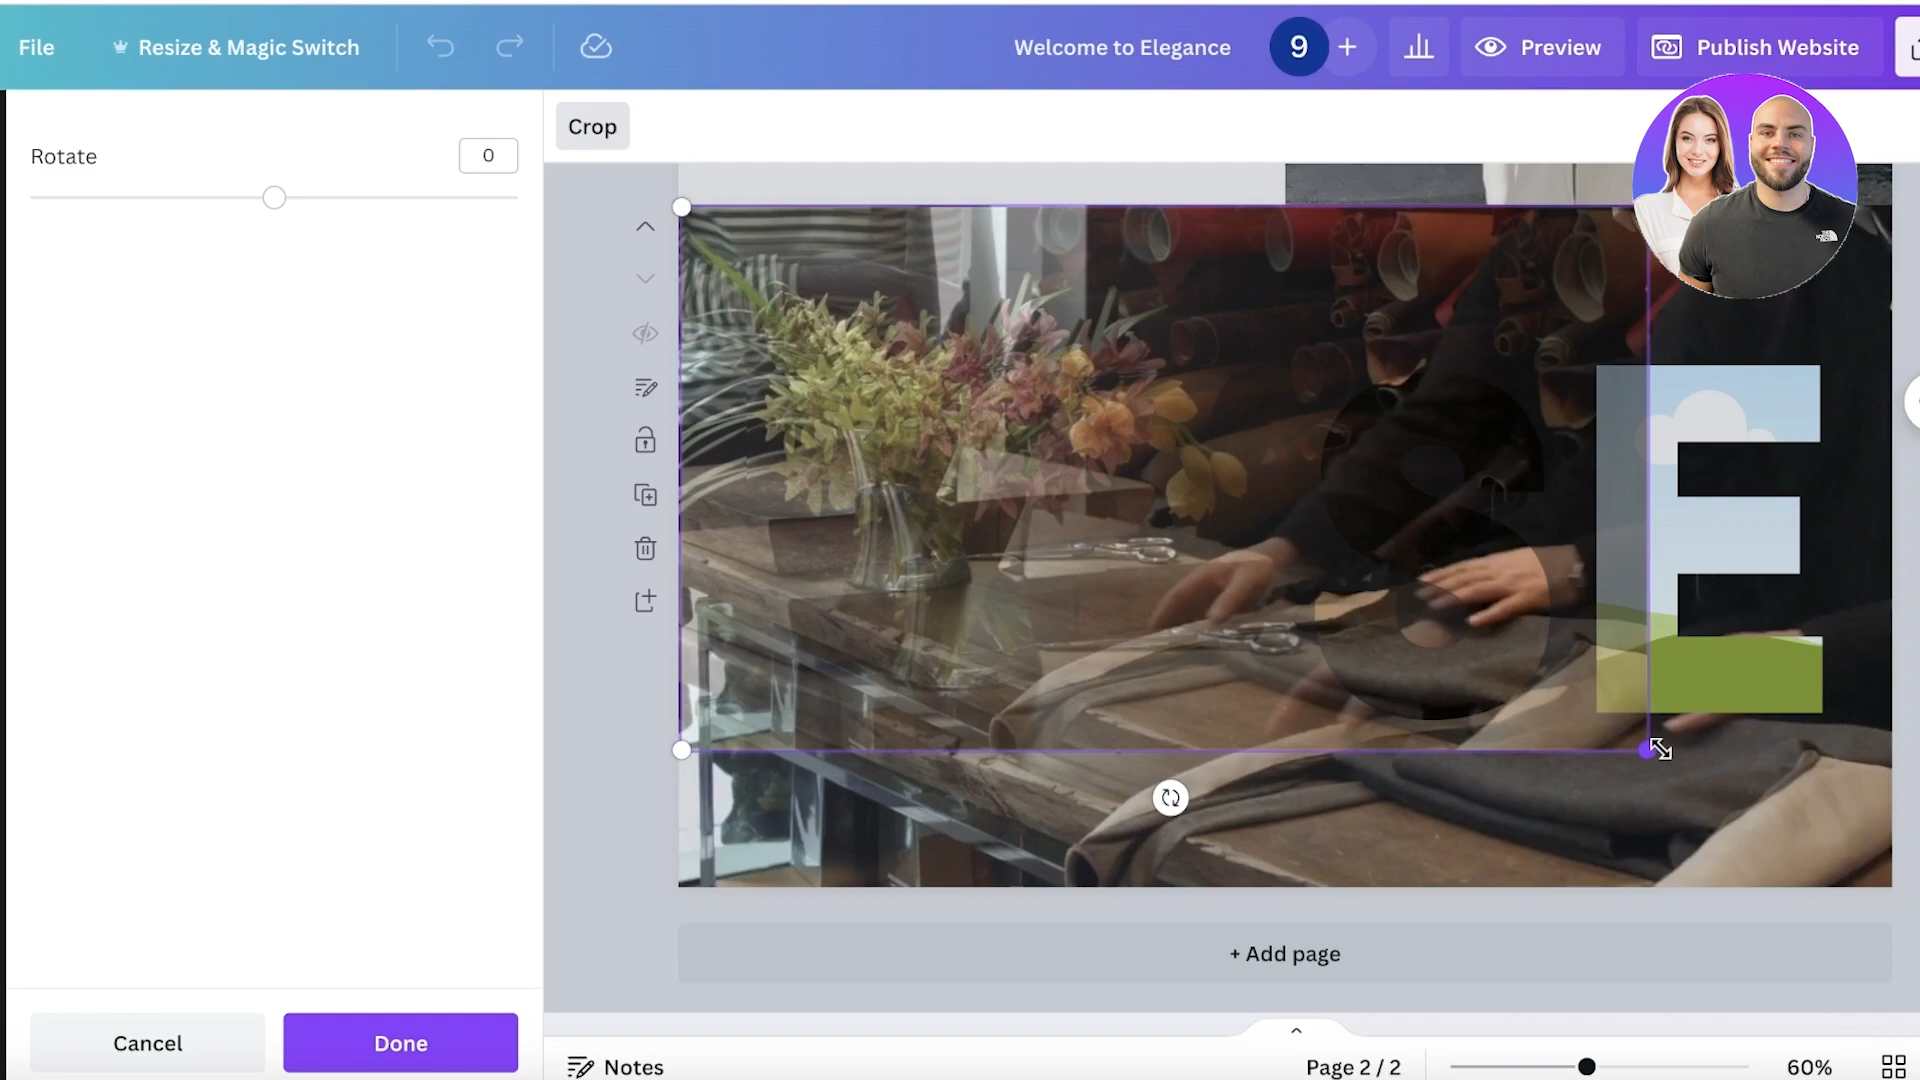 File
Resize & Magic Switch
Welcome to Elegance
9
+
Preview
Publish Website
Rotate
0
Crop
S
E
+ Add page
Cancel
Done
Notes
Page 2 / 2
60%